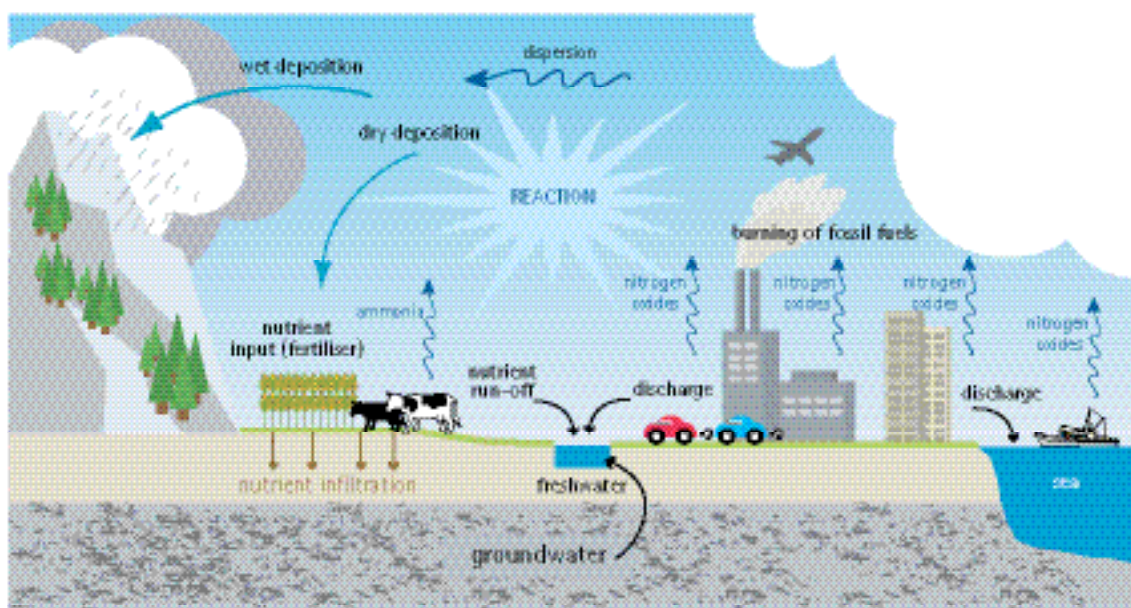 dispersion
wet deposition
dry deposition
REACTION
burning of fossil fuels
nitrogen
oxides
nitrogen
oxides
nitrogen
oxides
nitrogen
oxides
ammonia
nutrient
input (fertiliser)
nutrient
run-off
discharge
discharge
nutrient infiltration
freshwater
sea
groundwater